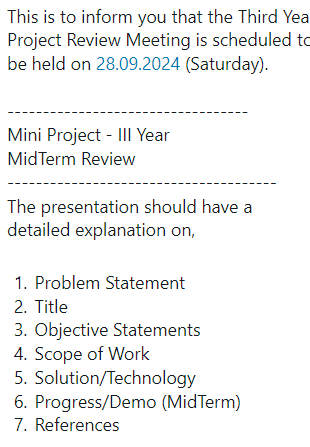 This is to inform you that the Third Yea
Project Review Meeting is scheduled to
be held on 28.09.2024 (Saturday).
----------------------------------
Mini Project - III Year
MidTerm Review
--------------------------------------
The presentation should have a
detailed explanation on,
1. Problem Statement
2. Title
3. Objective Statements
4. Scope of Work
5. Solution/Technology
6. Progress/Demo (MidTerm)
7. References